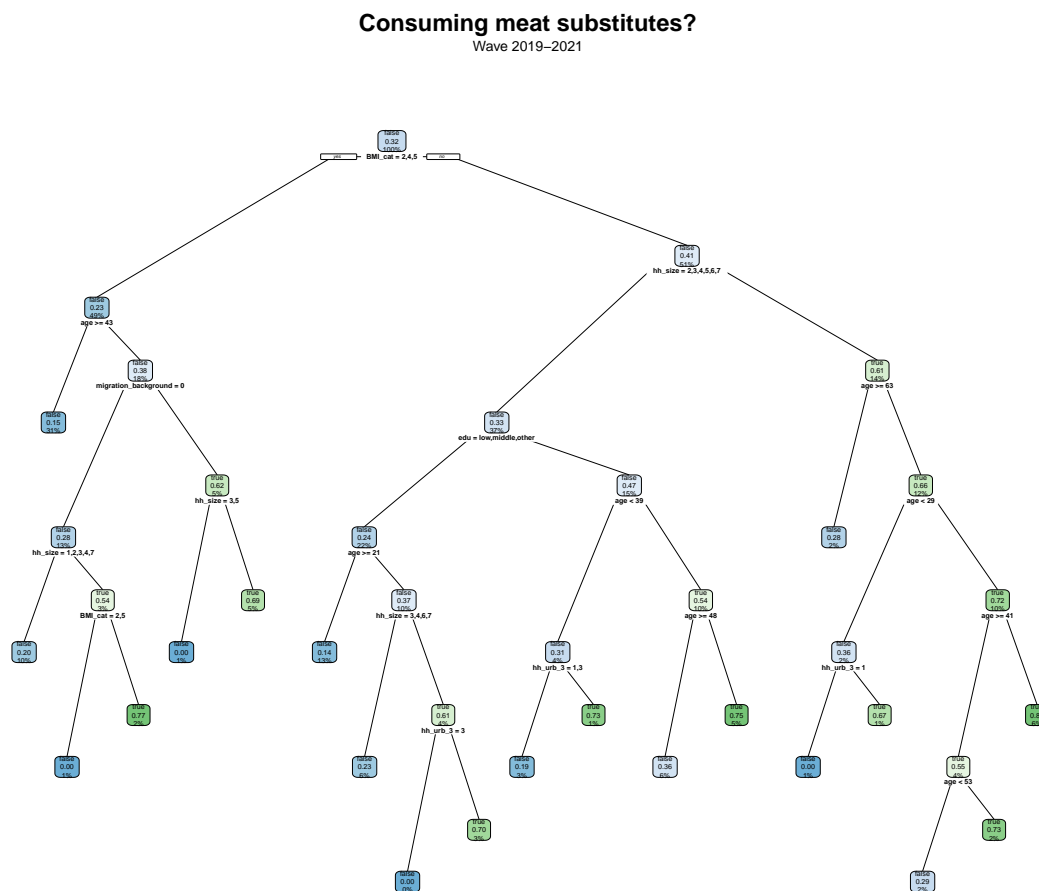 Consuming meat substitutes?
Wave 2019–2021
false
0.32
100%
yes
BMI_cat = 2,4,5
no
false
0.41
51%
hh_size = 2,3,4,5,6,7
false
0.23
49%
age >= 43
false
0.38
18%
migration_background = 0
true
0.61
14%
age >= 63
false
0.15
31%
false
0.33
37%
edu = low,middle,other
true
0.62
5%
hh_size = 3,5
false
0.47
15%
age < 39
true
0.66
12%
age < 29
false
0.28
13%
hh_size = 1,2,3,4,7
false
0.24
22%
age >= 21
false
0.28
2%
true
0.54
3%
BMI_cat = 2,5
true
0.69
5%
false
0.37
10%
hh_size = 3,4,6,7
true
0.54
10%
age >= 48
true
0.72
10%
age >= 41
false
0.20
10%
false
0.00
1%
false
0.14
13%
false
0.31
4%
hh_urb_3 = 1,3
false
0.36
2%
hh_urb_3 = 1
true
0.77
2%
true
0.61
4%
hh_urb_3 = 3
true
0.73
1%
true
0.75
5%
true
0.67
1%
false
0.00
1%
false
0.23
6%
false
0.19
3%
false
0.36
6%
false
0.00
1%
true
0.55
4%
age < 53
true
0.70
3%
true
0.73
2%
false
0.00
0%
false
0.29
2%